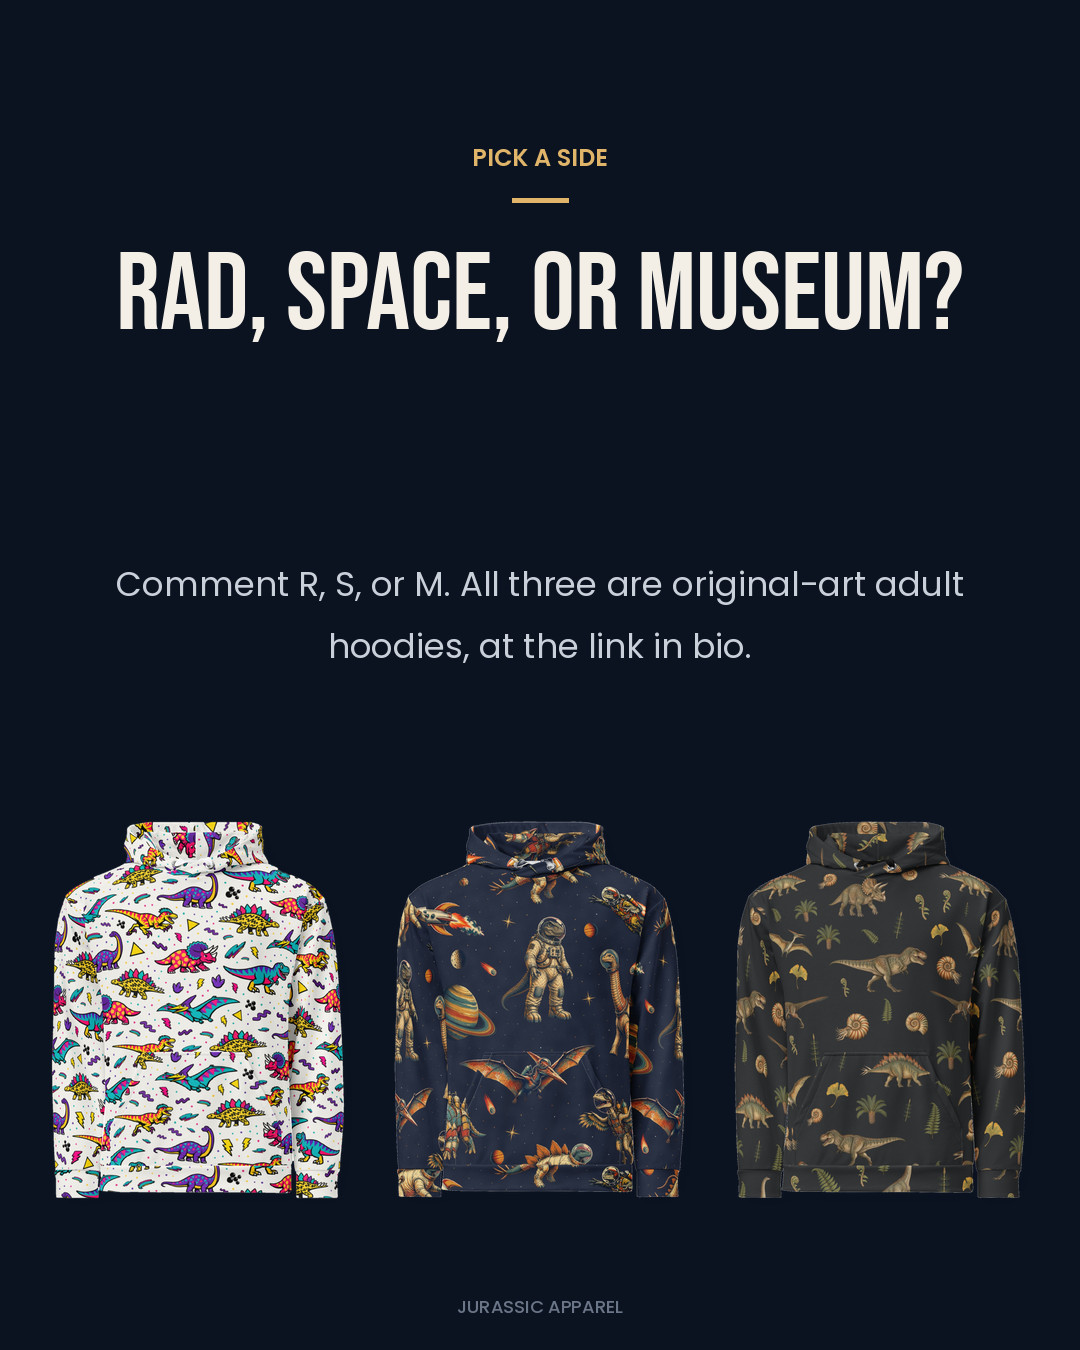 PICK A SIDE
RAD, SPACE, OR MUSEUM?
Comment R, S, or M. All three are original-art adult
hoodies, at the link in bio.
JURASSIC APPAREL